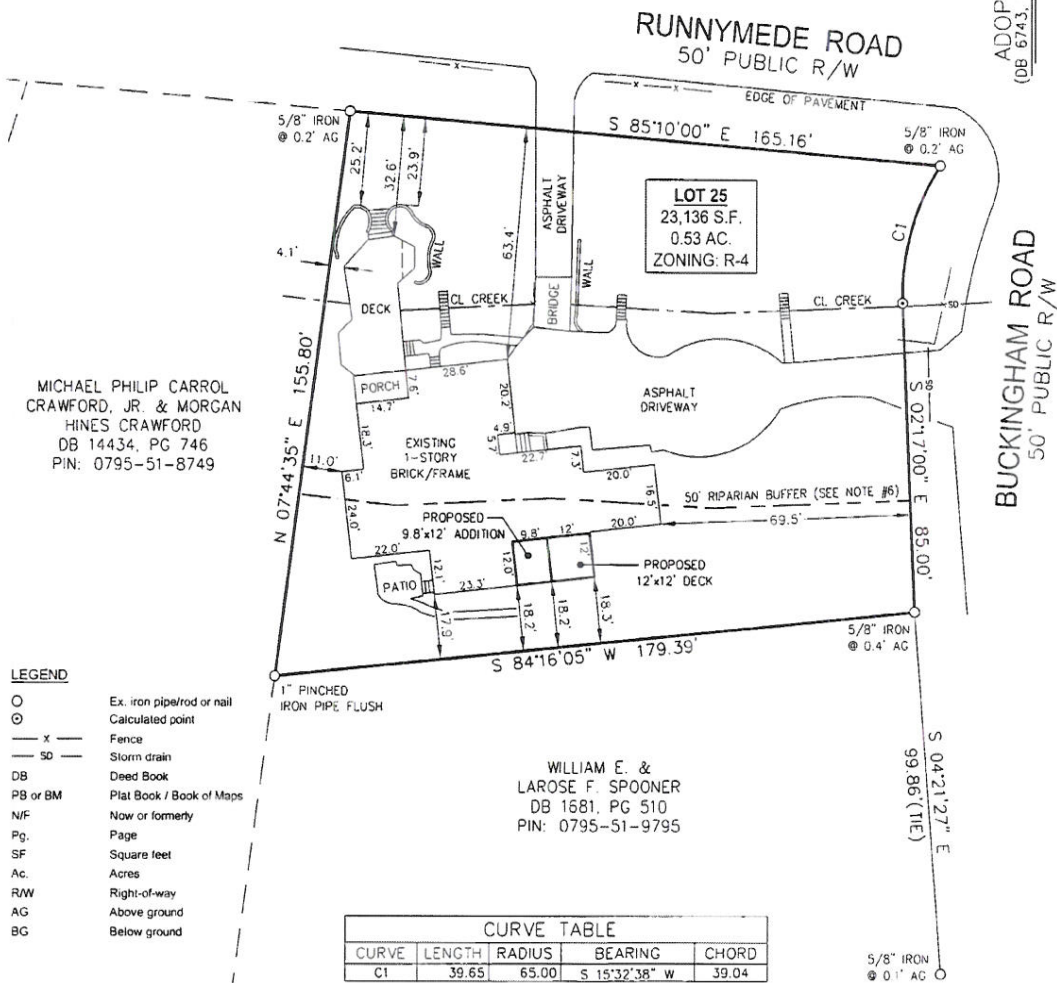 RUNNYMEDE ROAD
50' PUBLIC R/W
ADOP
(DB 6743,
EDGE OF PAVEMENT
x
x
x
5/8" IRON
@ 0.2' AG
S 85°10'00" E 165.16'
5/8" IRON
@ 0.2' AG
25.2'
32.6'
23.9'
63.4'
ASPHALT
DRIVEWAY
LOT 25
23,136 S.F.
0.53 AC.
ZONING: R-4
C1
WALL
WALL
4.1'
DECK
CL CREEK
BRIDGE
CL CREEK
SD
BUCKINGHAM ROAD
50' PUBLIC R/W
N 07°44'35" E 155.80'
MICHAEL PHILIP CARROL
CRAWFORD, JR. & MORGAN
HINES CRAWFORD
DB 14434, PG 746
PIN: 0795-51-8749
PORCH
7.6'
28.6'
14.7'
20.2'
ASPHALT
DRIVEWAY
SD
S 02°17'00" E 85.00'
18.3'
EXISTING
1-STORY
BRICK/FRAME
4.9'
5.7'
22.7'
7.3'
20.0'
16.5'
11.0'
6.1'
50' RIPARIAN BUFFER (SEE NOTE #6)
24.0'
PROPOSED
9.8'x12' ADDITION
9.8'
12'
20.0'
69.5'
22.0'
12.0'
12'
PROPOSED
12'x12' DECK
PATIO
12.1'
23.3'
17.9'
18.2'
18.2'
18.3'
S 84°16'05" W 179.39'
5/8" IRON
@ 0.4' AG
1" PINCHED
IRON PIPE FLUSH
LEGEND
Ex. iron pipe/rod or nail
Calculated point
x Fence
SD Storm drain
DB Deed Book
PB or BM Plat Book / Book of Maps
N/F Now or formerly
Pg. Page
SF Square feet
Ac. Acres
R/W Right-of-way
AG Above ground
BG Below ground
WILLIAM E. &
LAROSE F. SPOONER
DB 1681, PG 510
PIN: 0795-51-9795
S 04°21'27" E
99.86'(TIE)
CURVE TABLE
CURVE LENGTH RADIUS BEARING CHORD
C1 39.65 65.00 S 15°32'38" W 39.04
5/8" IRON
@ 0.1' AG